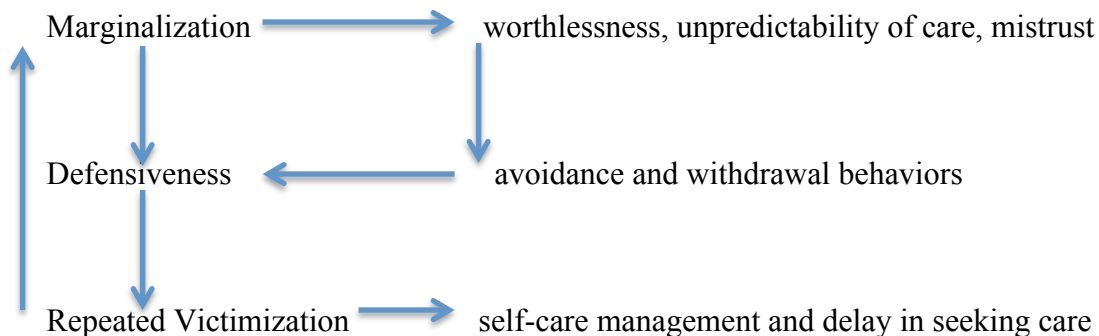 Marginalization worthlessness, unpredictability of care, mistrust
Defensiveness avoidance and withdrawal behaviors
Repeated Victimization self-care management and delay in seeking care